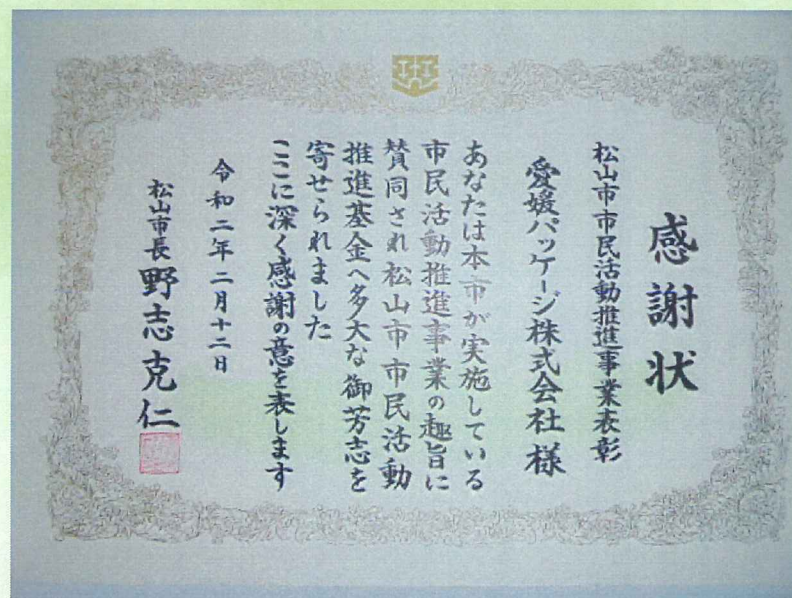 感謝状
松山市市民活動推進事業表彰
愛媛パッケージ株式会社様
あなたは本市が実施している
市民活動推進事業の趣旨に
賛同され松山市市民活動
推進基金へ多大な御芳志を
寄せられました
ここに深く感謝の意を表します
令和二年二月十二日
松山市長 野志克仁